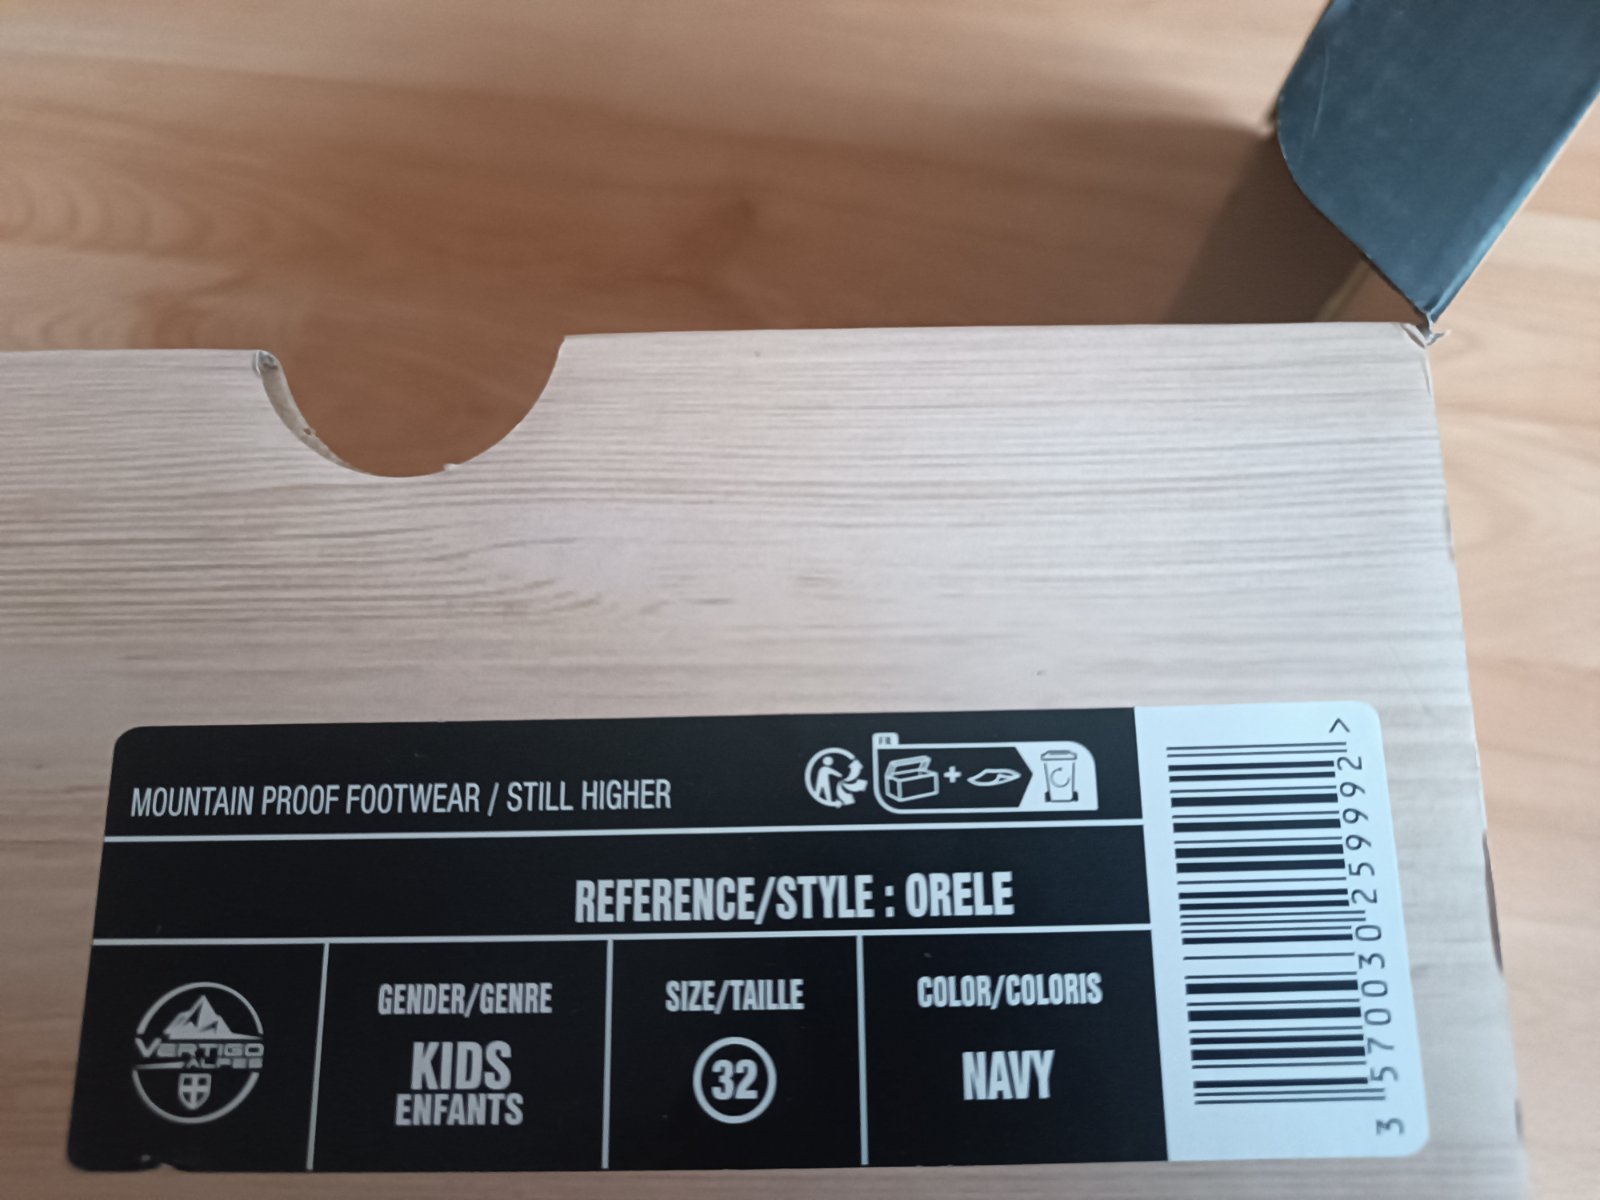 MOUNTAIN PROOF FOOTWEAR / STILL HIGHER
FR
REFERENCE/STYLE : ORELE
VERTIGO
ALPES
GENDER/GENRE
KIDS
ENFANTS
SIZE/TAILLE
32
COLOR/COLORIS
NAVY
3 570030 259992 >